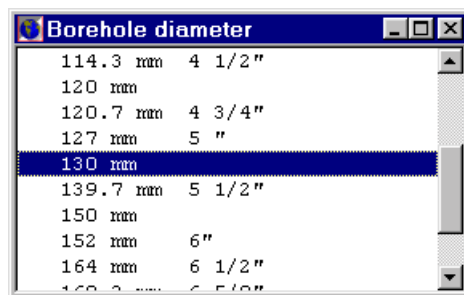 Borehole diameter
114.3 mm 4 1/2"
120 mm
120.7 mm 4 3/4"
127 mm 5 "
130 mm
139.7 mm 5 1/2"
150 mm
152 mm 6"
164 mm 6 1/2"